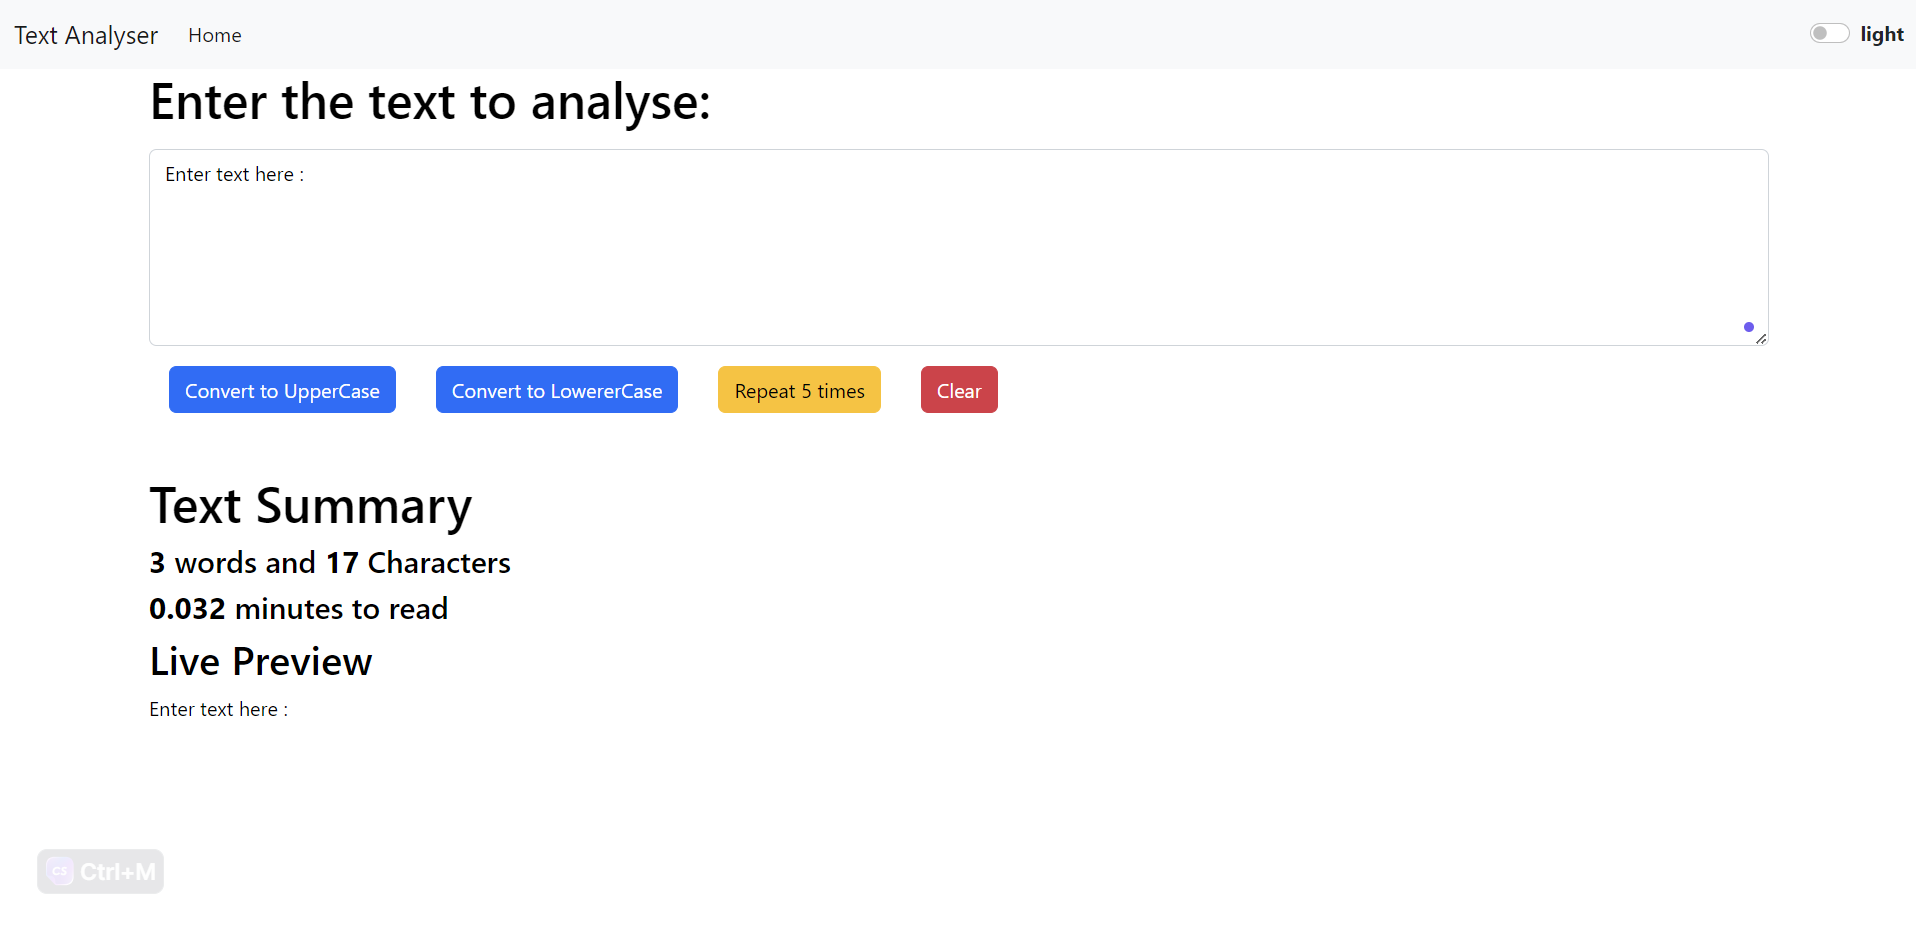 Text Analyser Home light
Enter the text to analyse:
Enter text here :
Convert to UpperCase Convert to LowererCase Repeat 5 times Clear
Text Summary
3 words and 17 Characters
0.032 minutes to read
Live Preview
Enter text here :
CS Ctrl+M